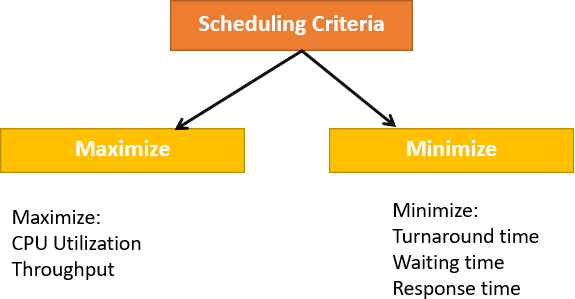 Scheduling Criteria
Maximize
Minimize
Maximize:
CPU Utilization
Throughput
Minimize:
Turnaround time
Waiting time
Response time